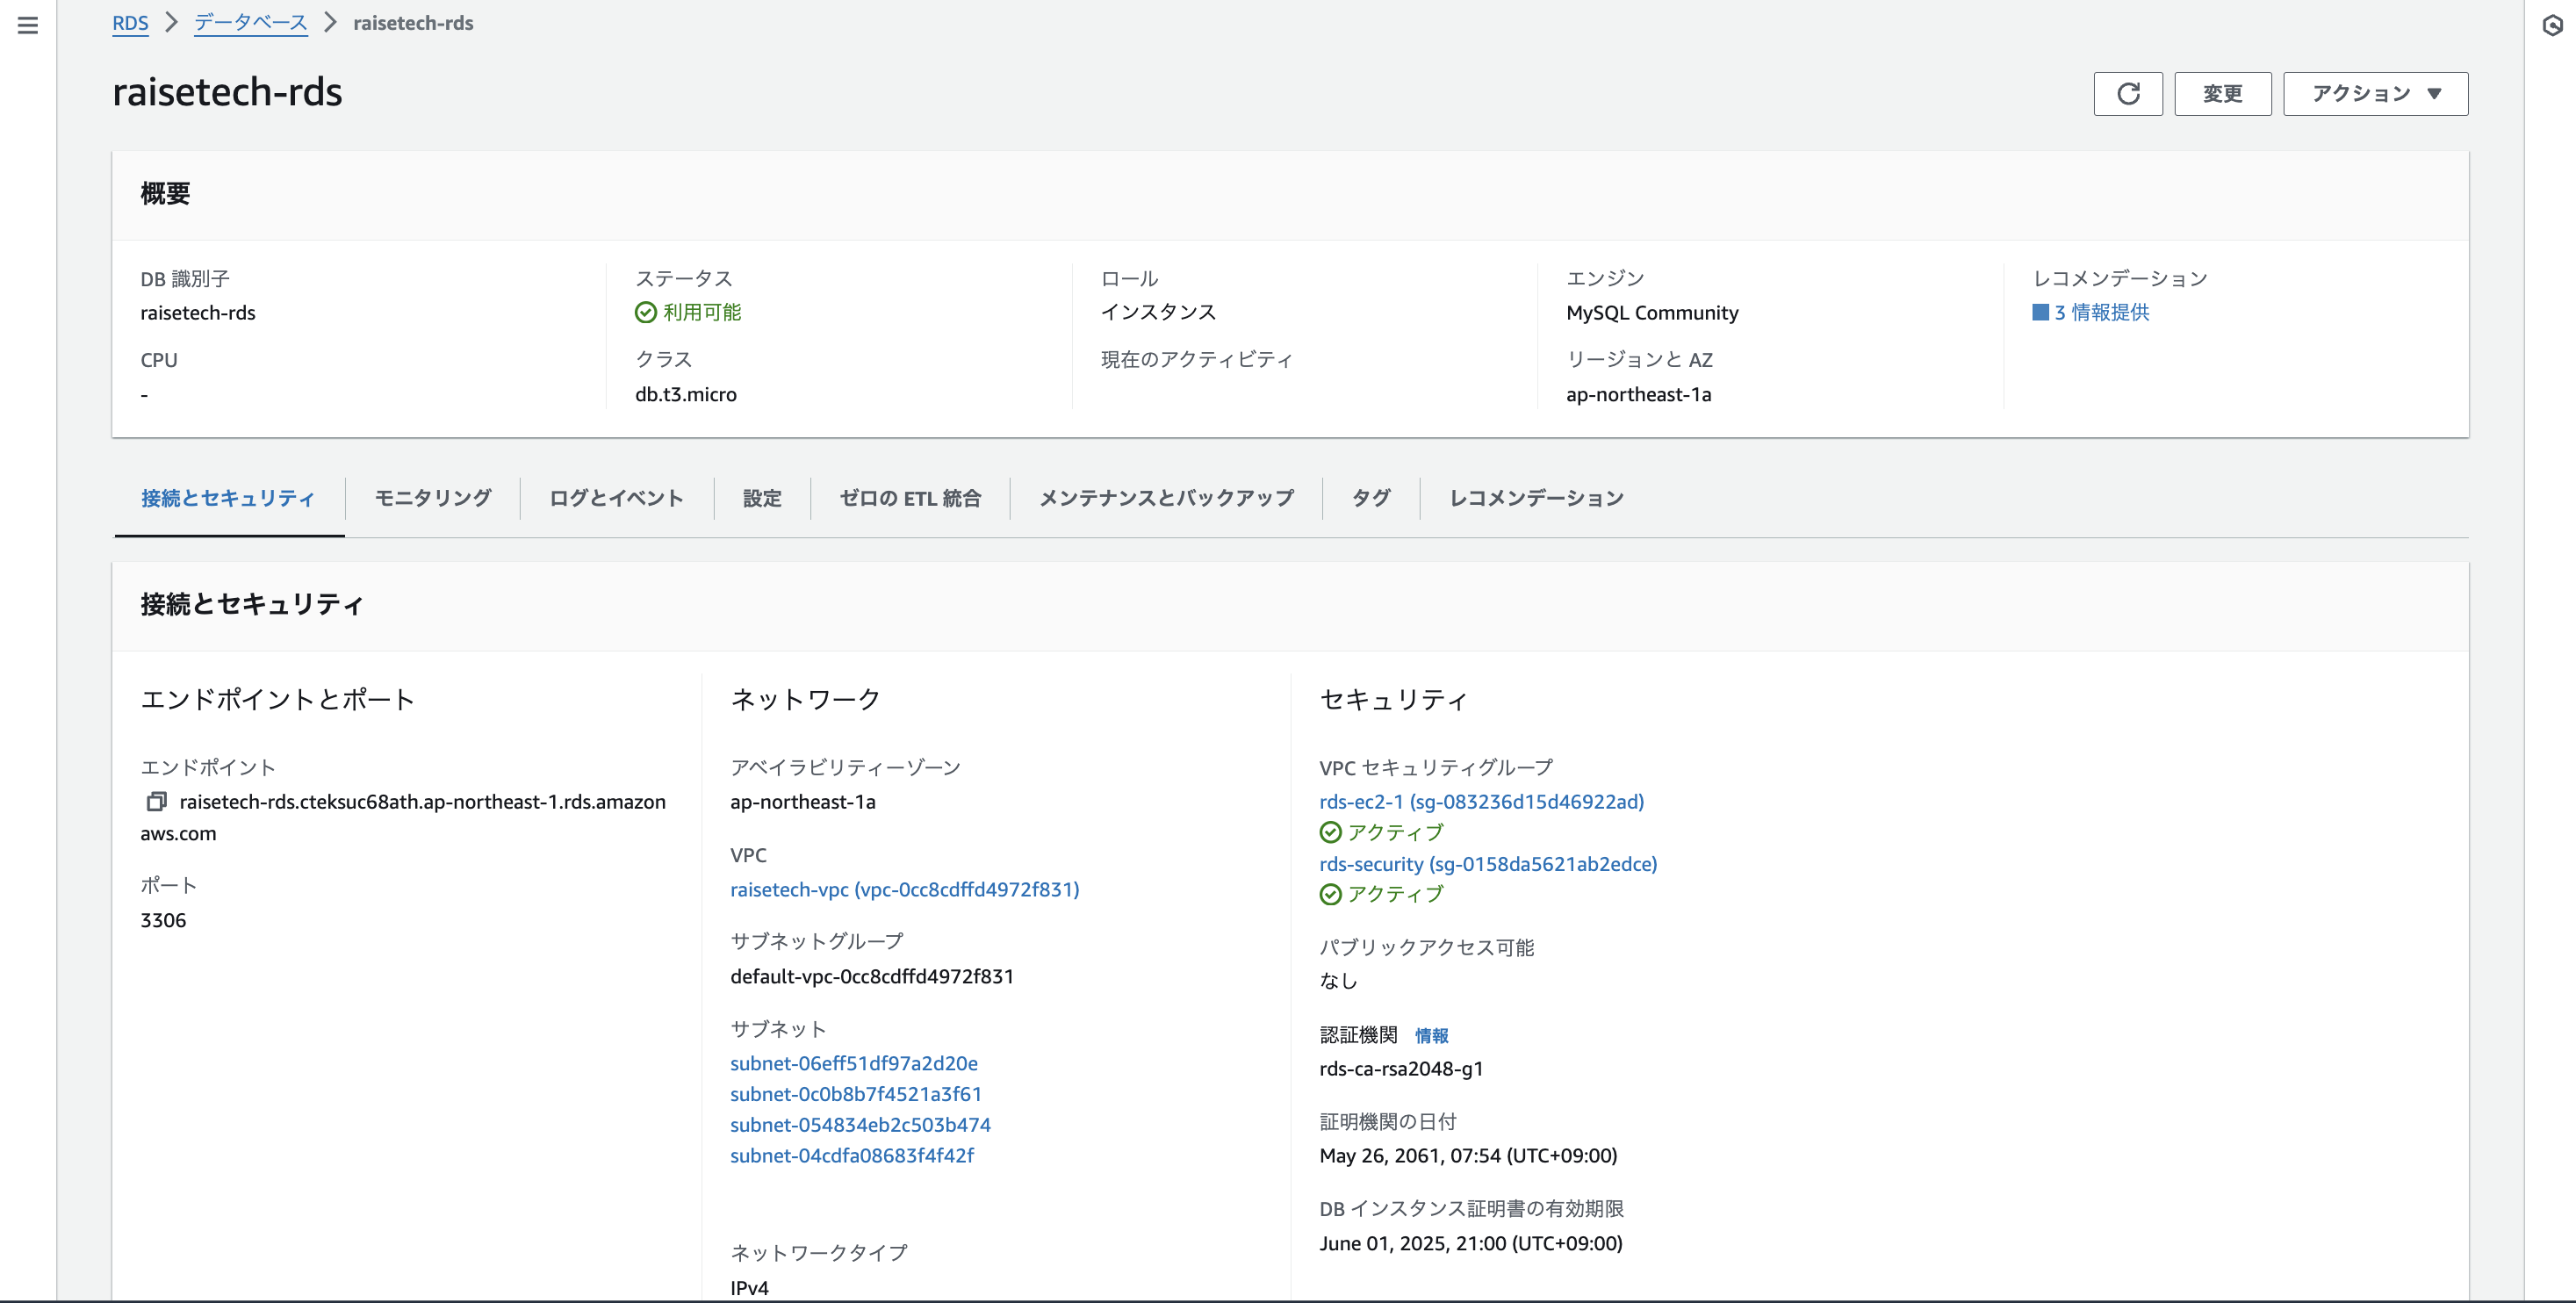 RDS > データベース > raisetech-rds
raisetech-rds
変更
アクション ▼
概要
DB 識別子
raisetech-rds
CPU
-
ステータス
利用可能
クラス
db.t3.micro
ロール
インスタンス
現在のアクティビティ
エンジン
MySQL Community
リージョンと AZ
ap-northeast-1a
レコメンデーション
3 情報提供
接続とセキュリティ
モニタリング
ログとイベント
設定
ゼロの ETL 統合
メンテナンスとバックアップ
タグ
レコメンデーション
接続とセキュリティ
エンドポイントとポート
エンドポイント
raisetech-rds.cteksuc68ath.ap-northeast-1.rds.amazon
aws.com
ポート
3306
ネットワーク
アベイラビリティーゾーン
ap-northeast-1a
VPC
raisetech-vpc (vpc-0cc8cdffd4972f831)
サブネットグループ
default-vpc-0cc8cdffd4972f831
サブネット
subnet-06eff51df97a2d20e
subnet-0c0b8b7f4521a3f61
subnet-054834eb2c503b474
subnet-04cdfa08683f4f42f
ネットワークタイプ
IPv4
セキュリティ
VPC セキュリティグループ
rds-ec2-1 (sg-083236d15d46922ad)
アクティブ
rds-security (sg-0158da5621ab2edce)
アクティブ
パブリックアクセス可能
なし
認証機関 情報
rds-ca-rsa2048-g1
証明機関の日付
May 26, 2061, 07:54 (UTC+09:00)
DB インスタンス証明書の有効期限
June 01, 2025, 21:00 (UTC+09:00)